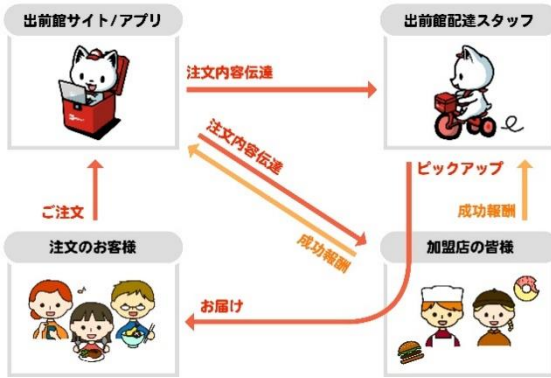 出前館サイト/アプリ
出前館配達スタッフ
注文内容伝達
注文内容伝達
ピックアップ
ご注文
成功報酬
成功報酬
注文のお客様
加盟店の皆様
お届け